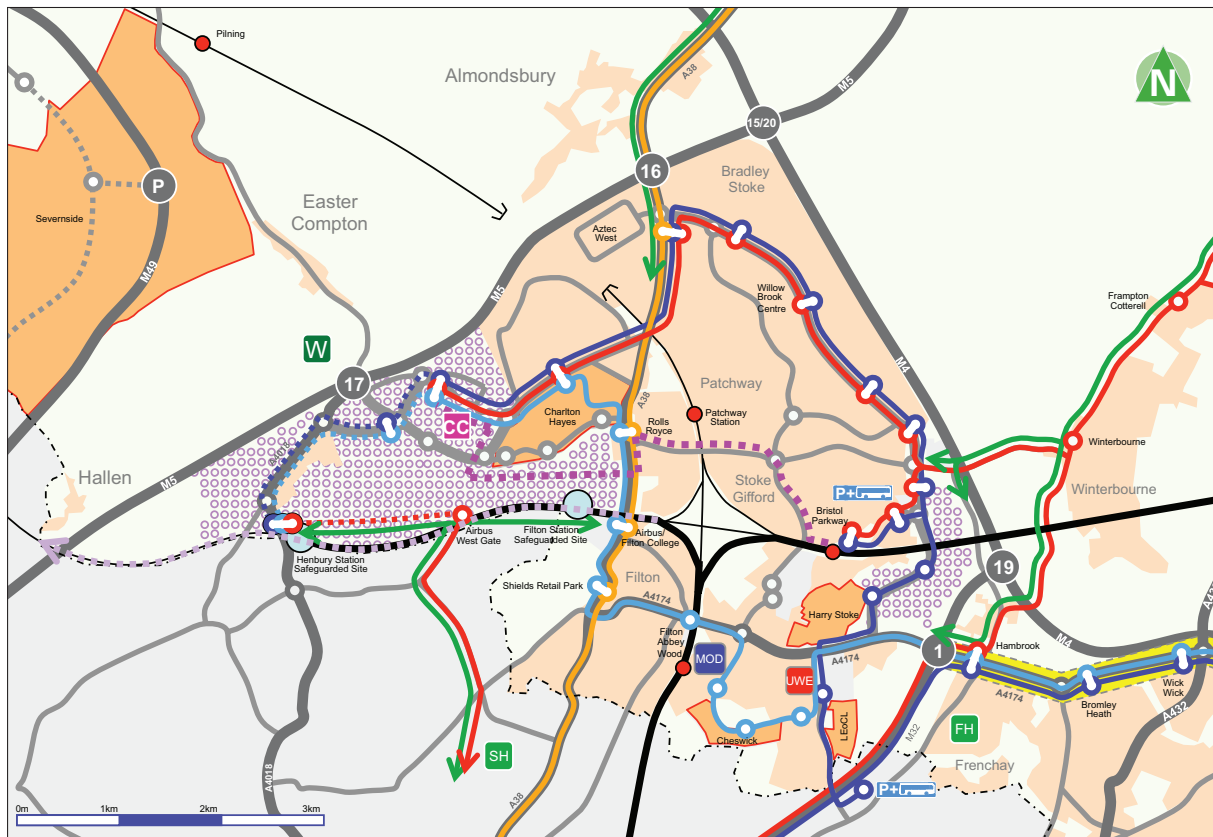 Pilning
Almondsbury
A38
M5
N
15/20
16
Bradley
Stoke
P
Severnside
Easter
Compton
Aztec
West
M49
M5
Willow
Brook
Centre
Frampton
Cotterell
W
17
M4
Patchway
A38
Patchway
Station
CC
Charlton
Hayes
Rolls
Royce
Winterbourne
A4018
Hallen
M5
Stoke
Gifford
P+
Winterbourne
Bristol
Parkway
Filton Station
Safeguarded Site
Airbus
West Gate
Airbus/
Filton College
Henbury Station
Safeguarded Site
19
Shields Retail Park
Filton
A4174
Harry Stoke
Filton
Abbey
Wood
MOD
UWE
A4174
1
Hambrook
M4
A4174
Bromley
Heath
Wick
Wick
A432
Cheswick
LEoCL
M32
FH
Frenchay
SH
A4018
A38
P+
0m
1km
2km
3km